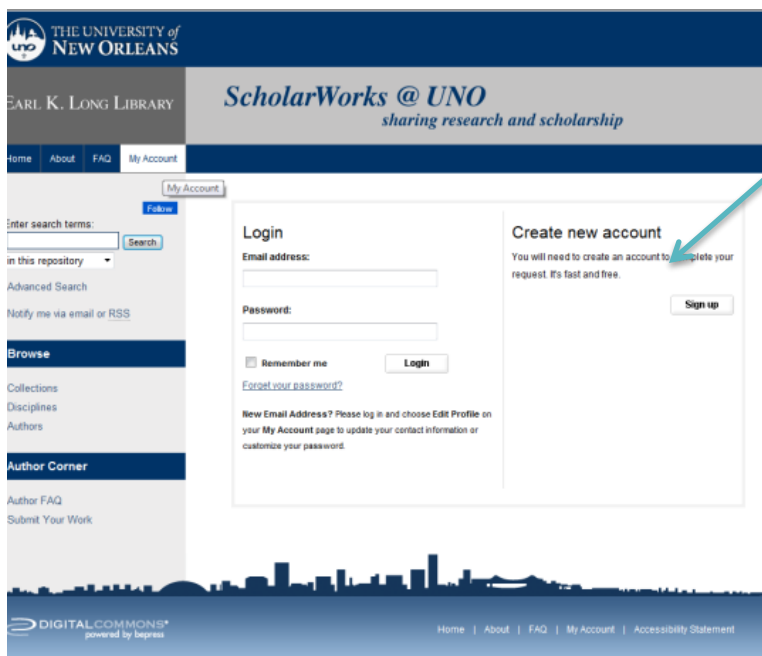 THE UNIVERSITY of
NEW ORLEANS
uno
EARL K. LONG LIBRARY
ScholarWorks @ UNO
sharing research and scholarship
Home About FAQ My Account
My Account
Follow
Enter search terms:
Search
in this repository
Advanced Search
Notify me via email or RSS
Browse
Collections
Disciplines
Authors
Author Corner
Author FAQ
Submit Your Work
Login
Email address:
Password:
Remember me Login
Forget your password?
New Email Address? Please log in and choose Edit Profile on
your My Account page to update your contact information or
customize your password.
Create new account
You will need to create an account to complete your
request. It's fast and free.
Sign up
DIGITALCOMMONS
powered by bepress
Home | About | FAQ | My Account | Accessibility Statement